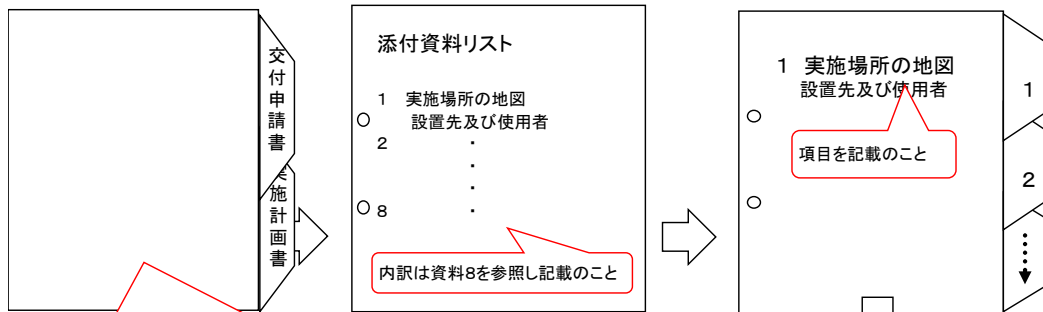 交付申請書
実施計画書
添付資料リスト
1 実施場所の地図
設置先及び使用者
2 ・
・
・
8 ・
内訳は資料8を参照し記載のこと
1 実施場所の地図
設置先及び使用者
項目を記載のこと
1
2